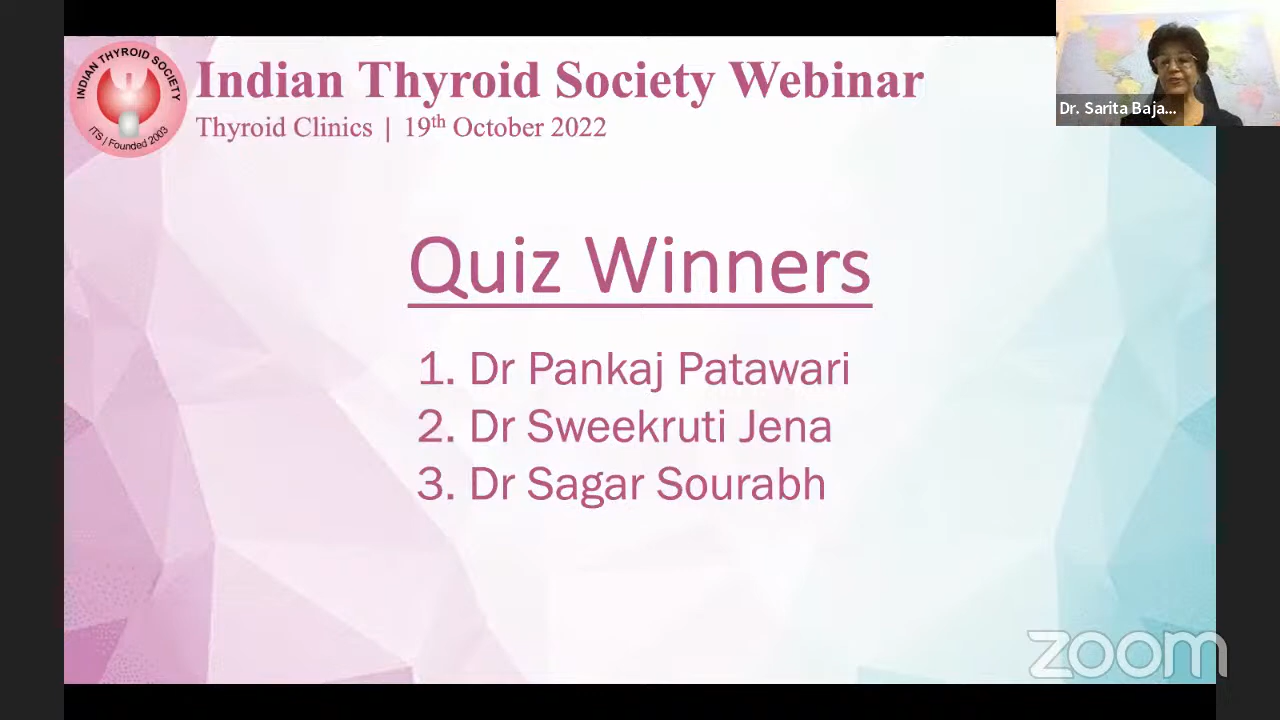 INDIAN THYROID SOCIETY
ITS | Founded 2003
Indian Thyroid Society Webinar
Thyroid Clinics | 19th October 2022
Dr. Sarita Baja...
Quiz Winners
1. Dr Pankaj Patawari
2. Dr Sweekruti Jena
3. Dr Sagar Sourabh
zoom